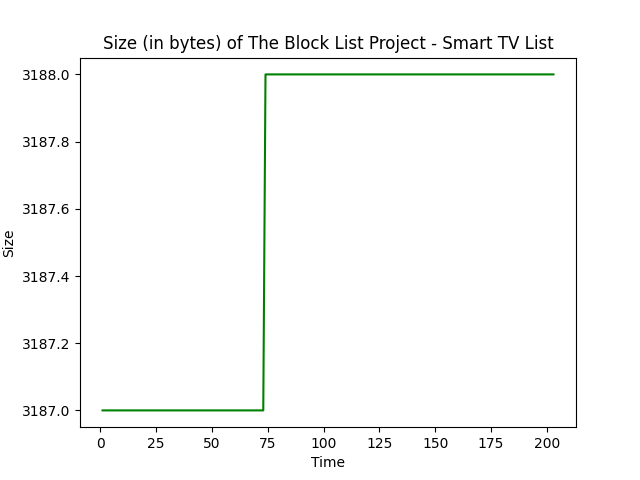 Size (in bytes) of The Block List Project - Smart TV List
3188.0
3187.8
3187.6
3187.4
3187.2
3187.0
Size
0 25 50 75 100 125 150 175 200
Time